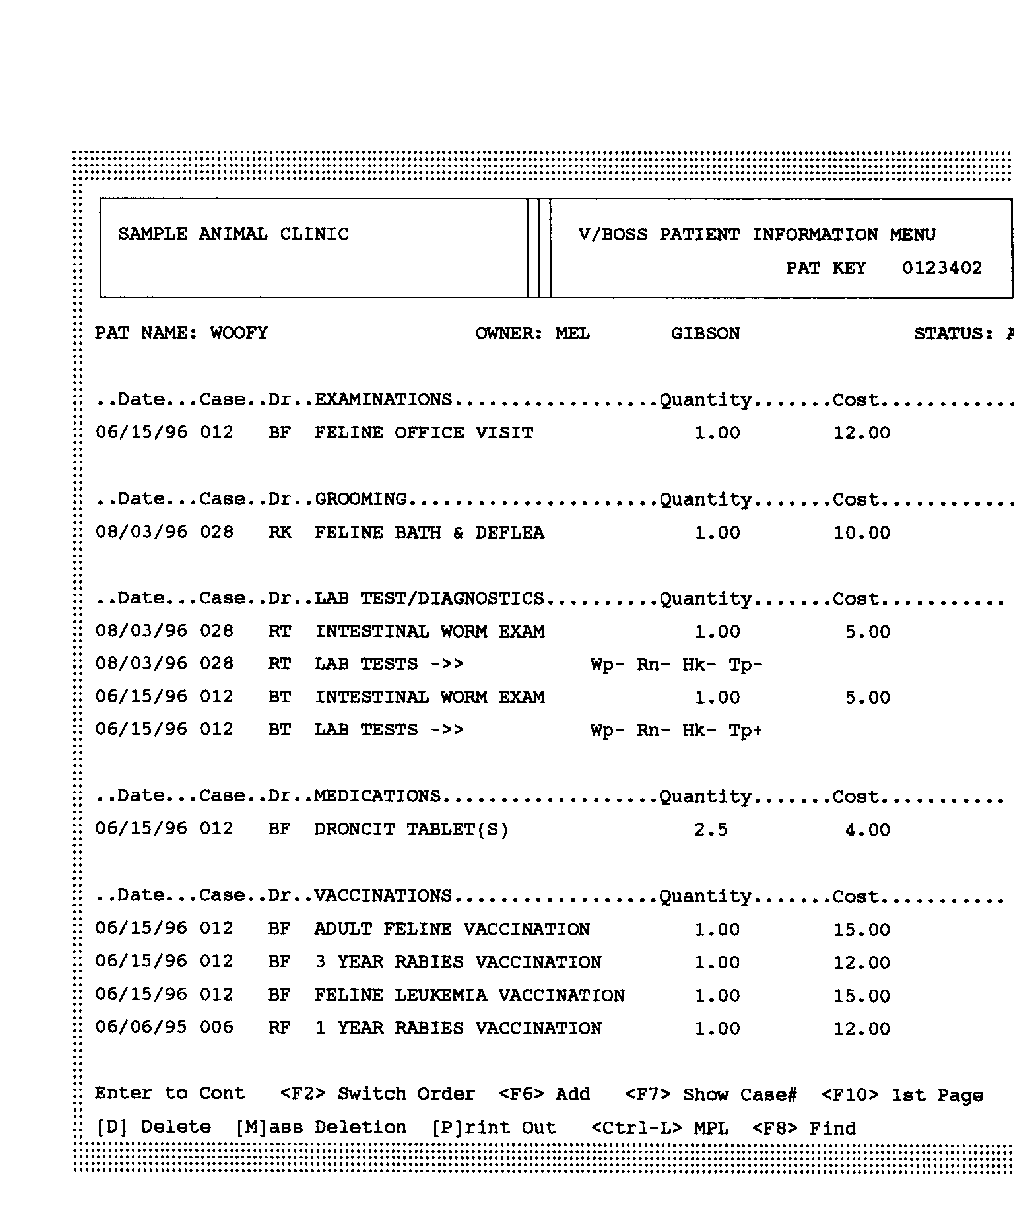 SAMPLE ANIMAL CLINIC V/BOSS PATIENT INFORMATION MENU
PAT KEY 0123402
PAT NAME: WOOFY OWNER: MEL GIBSON STATUS: A
..Date...Case..Dr..EXAMINATIONS..................Quantity.......Cost............
06/15/96 012 BF FELINE OFFICE VISIT 1.00 12.00
..Date...Case..Dr..GROOMING......................Quantity.......Cost............
08/03/96 028 RK FELINE BATH & DEFLEA 1.00 10.00
..Date...Case..Dr..LAB TEST/DIAGNOSTICS..........Quantity.......Cost...........
08/03/96 028 RT INTESTINAL WORM EXAM 1.00 5.00
08/03/96 028 RT LAB TESTS ->> Wp- Rn- Hk- Tp-
06/15/96 012 BT INTESTINAL WORM EXAM 1.00 5.00
06/15/96 012 BT LAB TESTS ->> Wp- Rn- Hk- Tp+
..Date...Case..Dr..MEDICATIONS...................Quantity.......Cost...........
06/15/96 012 BF DRONCIT TABLET(S) 2.5 4.00
..Date...Case..Dr..VACCINATIONS..................Quantity.......Cost...........
06/15/96 012 BF ADULT FELINE VACCINATION 1.00 15.00
06/15/96 012 BF 3 YEAR RABIES VACCINATION 1.00 12.00
06/15/96 012 BF FELINE LEUKEMIA VACCINATION 1.00 15.00
06/06/95 006 RF 1 YEAR RABIES VACCINATION 1.00 12.00
Enter to Cont <F2> Switch Order <F6> Add <F7> Show Case# <F10> 1st Page
[D] Delete [M]ass Deletion [P]rint Out <Ctrl-L> MPL <F8> Find